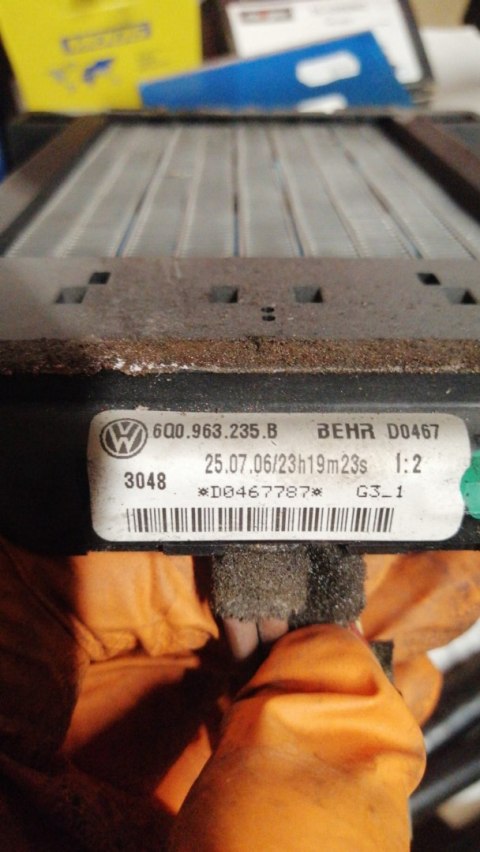 6Q0.963.235.B BEHR D0467
25.07.06/23h19m23s 1:2
3048 *D0467787* G3_1